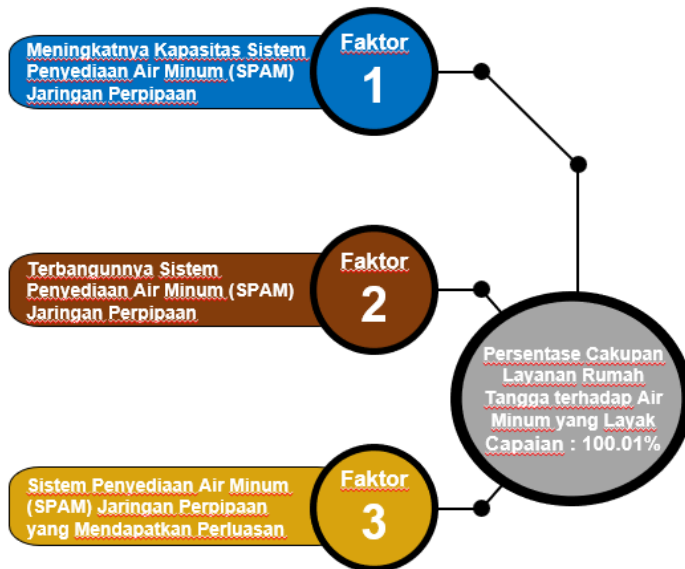 Meningkatnya Kapasitas Sistem
Penyediaan Air Minum (SPAM)
Jaringan Perpipaan
Faktor
1
Terbangunnya Sistem
Penyediaan Air Minum (SPAM)
Jaringan Perpipaan
Faktor
2
Persentase Cakupan
Layanan Rumah
Tangga terhadap Air
Minum yang Layak
Capaian : 100.01%
Sistem Penyediaan Air Minum
(SPAM) Jaringan Perpipaan
yang Mendapatkan Perluasan
Faktor
3